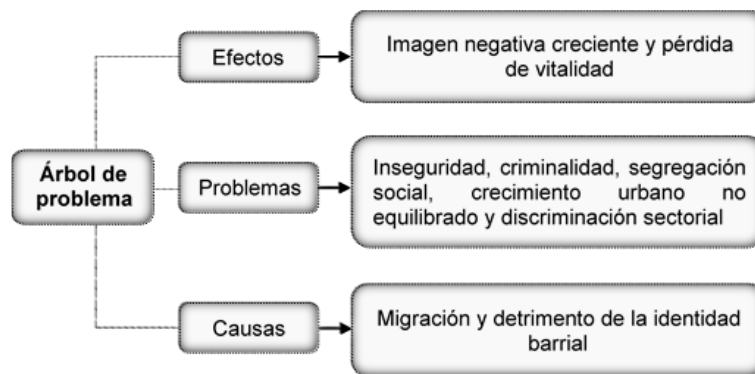 Efectos
Imagen negativa creciente y pérdida
de vitalidad
Árbol de
problema
Problemas
Inseguridad, criminalidad, segregación
social, crecimiento urbano no
equilibrado y discriminación sectorial
Causas
Migración y detrimento de la identidad
barrial